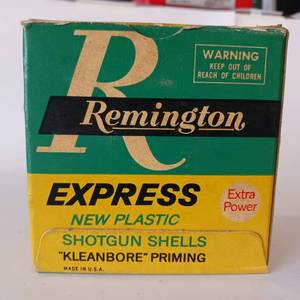 R
WARNING
KEEP OUT OF
REACH OF CHILDREN
Remington
EXPRESS
Extra
Power
NEW PLASTIC
SHOTGUN SHELLS
"KLEANBORE" PRIMING
MADE IN U.S.A.